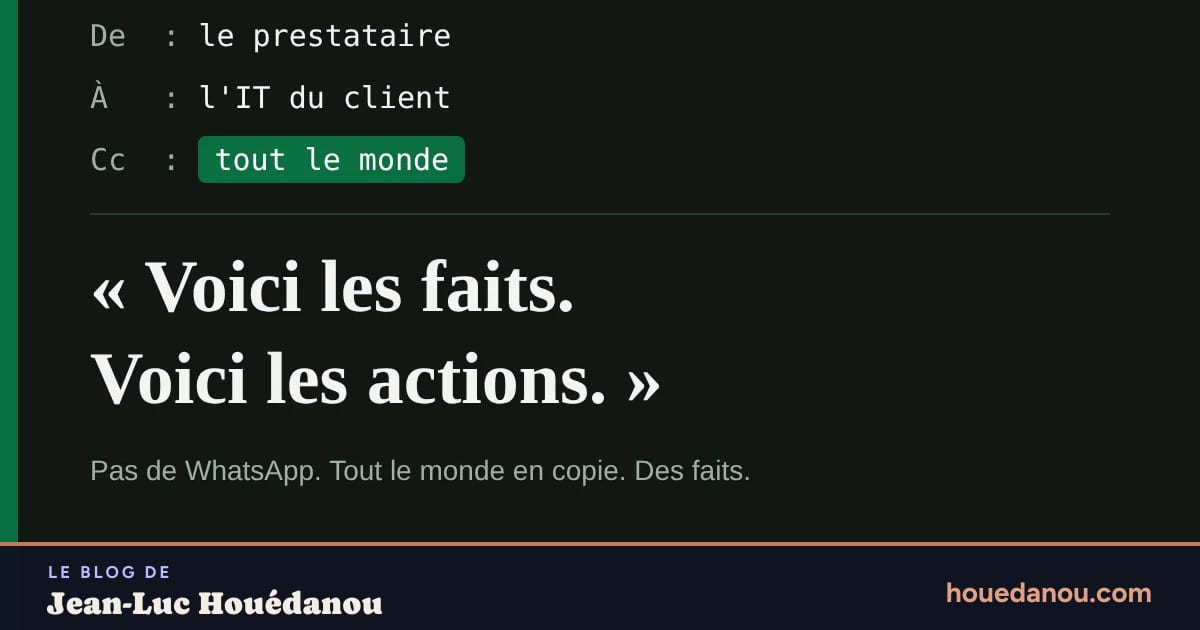 De : le prestataire
À : l'IT du client
Cc : tout le monde
« Voici les faits.
Voici les actions. »
Pas de WhatsApp. Tout le monde en copie. Des faits.
LE BLOG DE
Jean-Luc Houédanou
houedanou.com